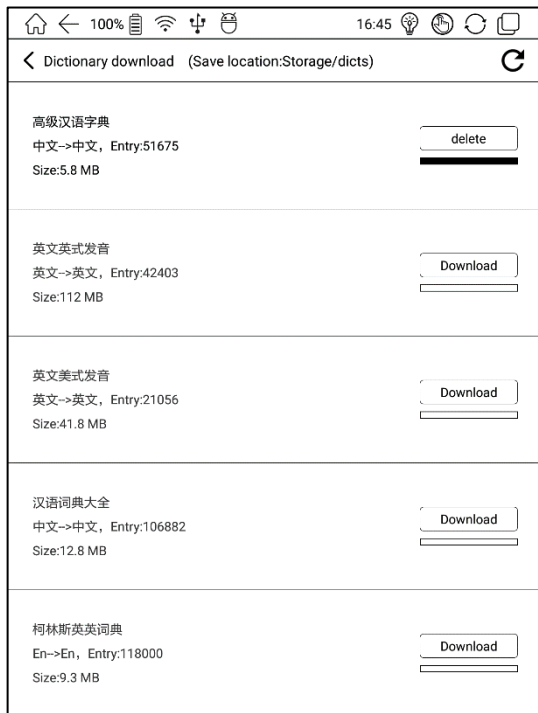 100% 16:45
Dictionary download (Save location:Storage/dicts)
高级汉语字典
中文-->中文，Entry:51675
Size:5.8 MB
delete
英文英式发音
英文-->英文，Entry:42403
Size:112 MB
Download
英文美式发音
英文-->英文，Entry:21056
Size:41.8 MB
Download
汉语词典大全
中文-->中文，Entry:106882
Size:12.8 MB
Download
柯林斯英英词典
En-->En，Entry:118000
Size:9.3 MB
Download